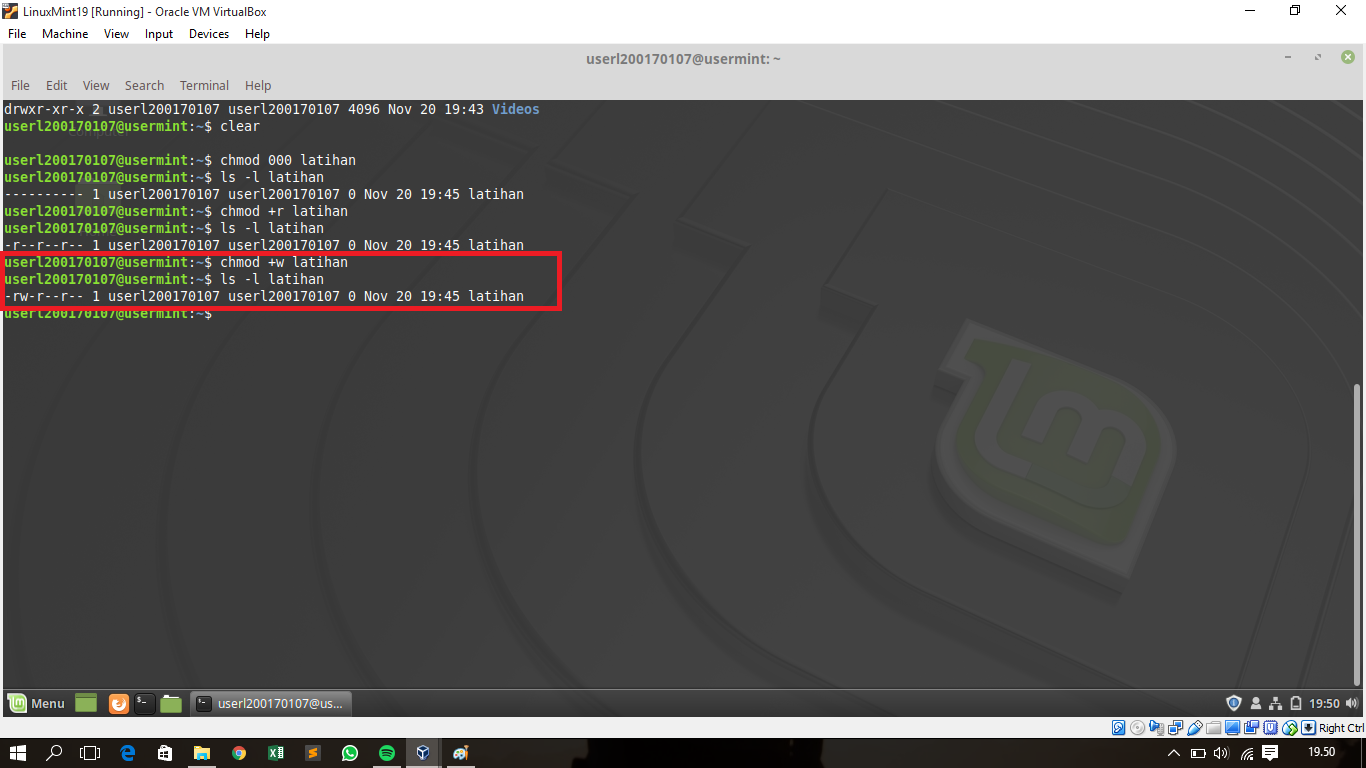 LinuxMint19 [Running] - Oracle VM VirtualBox
File Machine View Input Devices Help
userl200170107@usermint: ~
File Edit View Search Terminal Help
drwxr-xr-x 2 userl200170107 userl200170107 4096 Nov 20 19:43 Videos
userl200170107@usermint:~$ clear
userl200170107@usermint:~$ chmod 000 latihan
userl200170107@usermint:~$ ls -l latihan
---------- 1 userl200170107 userl200170107 0 Nov 20 19:45 latihan
userl200170107@usermint:~$ chmod +r latihan
userl200170107@usermint:~$ ls -l latihan
-r--r--r-- 1 userl200170107 userl200170107 0 Nov 20 19:45 latihan
userl200170107@usermint:~$ chmod +w latihan
userl200170107@usermint:~$ ls -l latihan
-rw-r--r-- 1 userl200170107 userl200170107 0 Nov 20 19:45 latihan
userl200170107@usermint:~$
Menu userl200170107@us... 19:50
Right Ctrl
19.50